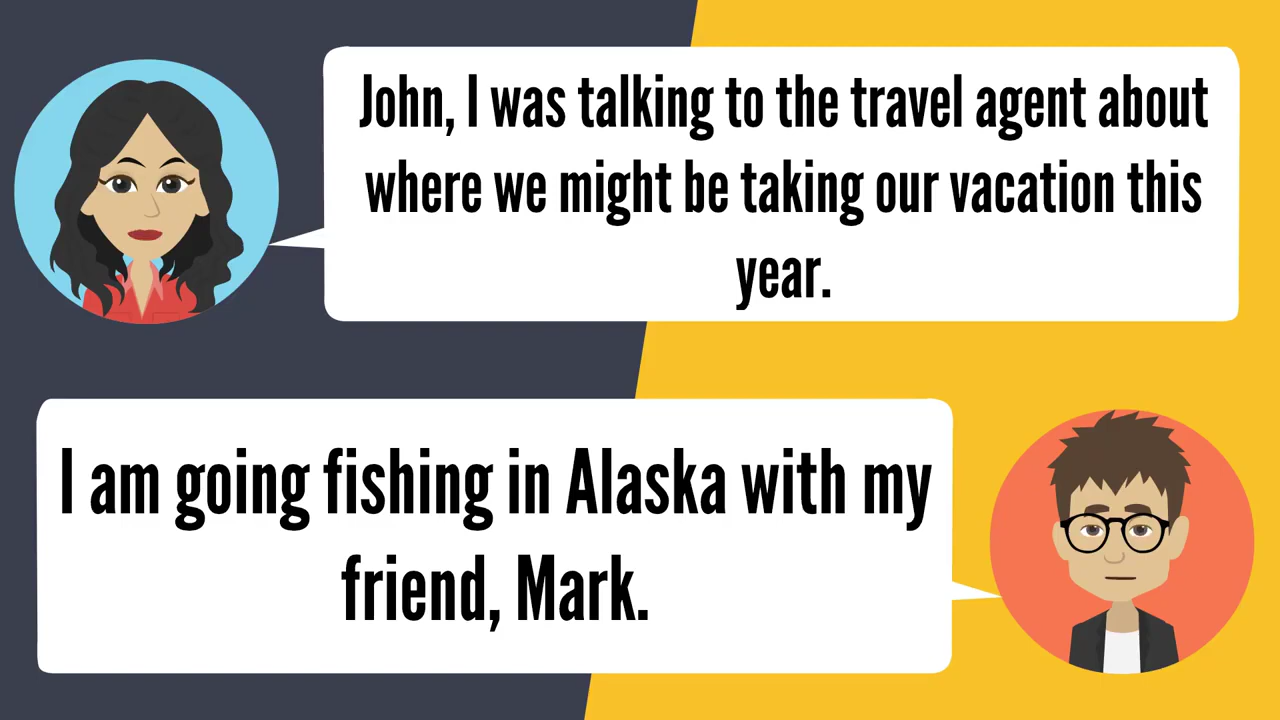 John, I was talking to the travel agent about
where we might be taking our vacation this
year.
I am going fishing in Alaska with my
friend, Mark.